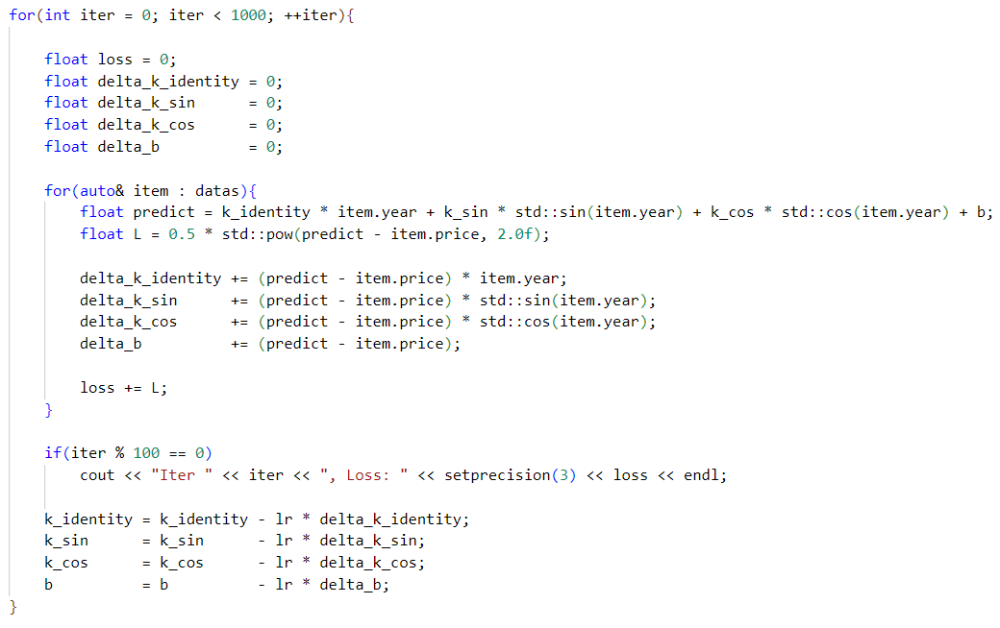 for(int iter = 0; iter < 1000; ++iter){
    float loss = 0;
    float delta_k_identity = 0;
    float delta_k_sin      = 0;
    float delta_k_cos      = 0;
    float delta_b          = 0;
    for(auto& item : datas){
        float predict = k_identity * item.year + k_sin * std::sin(item.year) + k_cos * std::cos(item.year) + b;
        float L = 0.5 * std::pow(predict - item.price, 2.0f);
        delta_k_identity += (predict - item.price) * item.year;
        delta_k_sin      += (predict - item.price) * std::sin(item.year);
        delta_k_cos      += (predict - item.price) * std::cos(item.year);
        delta_b          += (predict - item.price);
        loss += L;
    }
    if(iter % 100 == 0)
        cout << "Iter " << iter << ", Loss: " << setprecision(3) << loss << endl;
    k_identity = k_identity - lr * delta_k_identity;
    k_sin      = k_sin      - lr * delta_k_sin;
    k_cos      = k_cos      - lr * delta_k_cos;
    b          = b          - lr * delta_b;
}